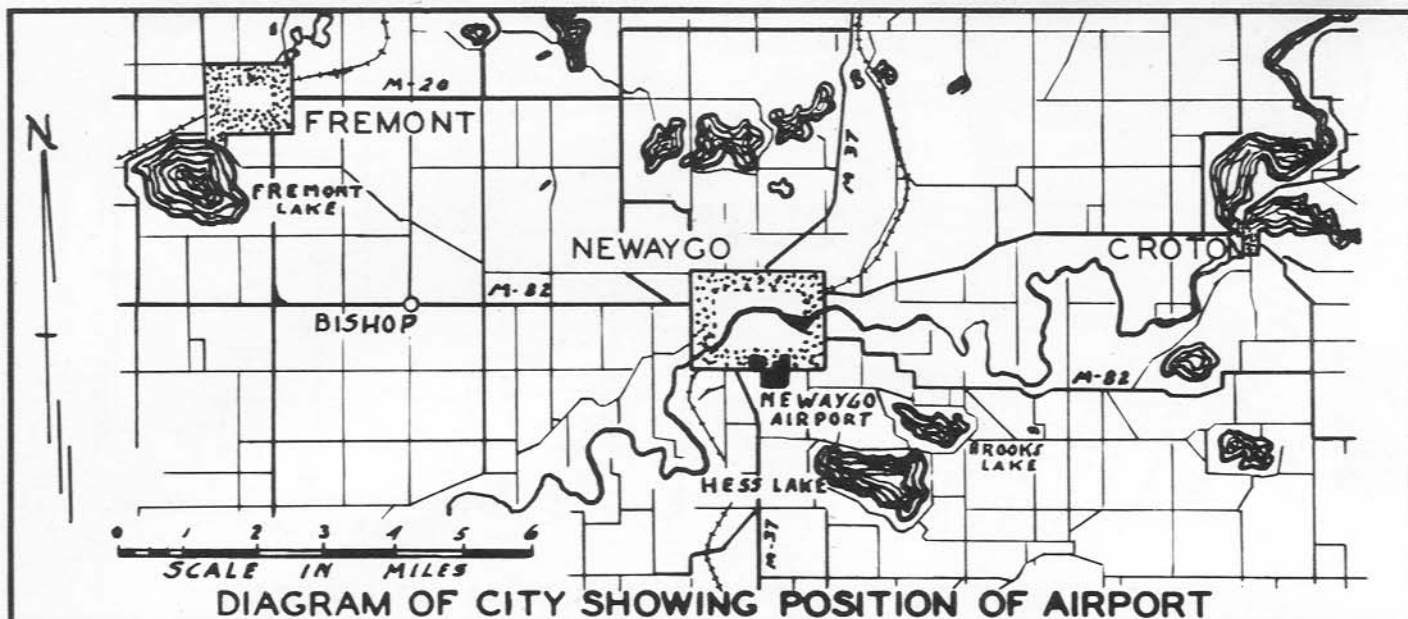 M-20
N
FREMONT
M 37
FREMONT
LAKE
NEWAYGO
CROTON
M-82
BISHOP
M-82
NEWAYGO
AIRPORT
BROOKS
LAKE
HESS LAKE
0 1 2 3 4 5 6
M-37
SCALE IN MILES
DIAGRAM OF CITY SHOWING POSITION OF AIRPORT